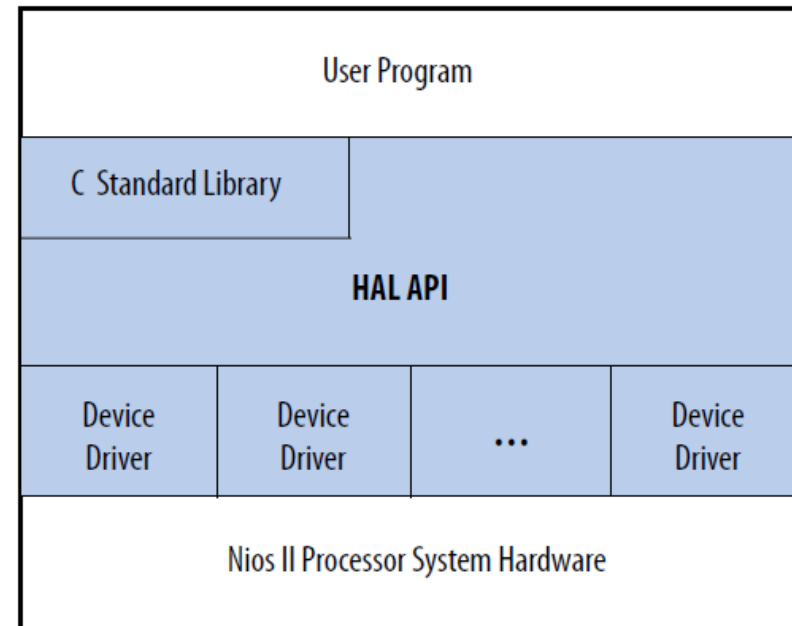 User Program
C Standard Library
HAL API
Device
Driver
Device
Driver
...
Device
Driver
Nios II Processor System Hardware